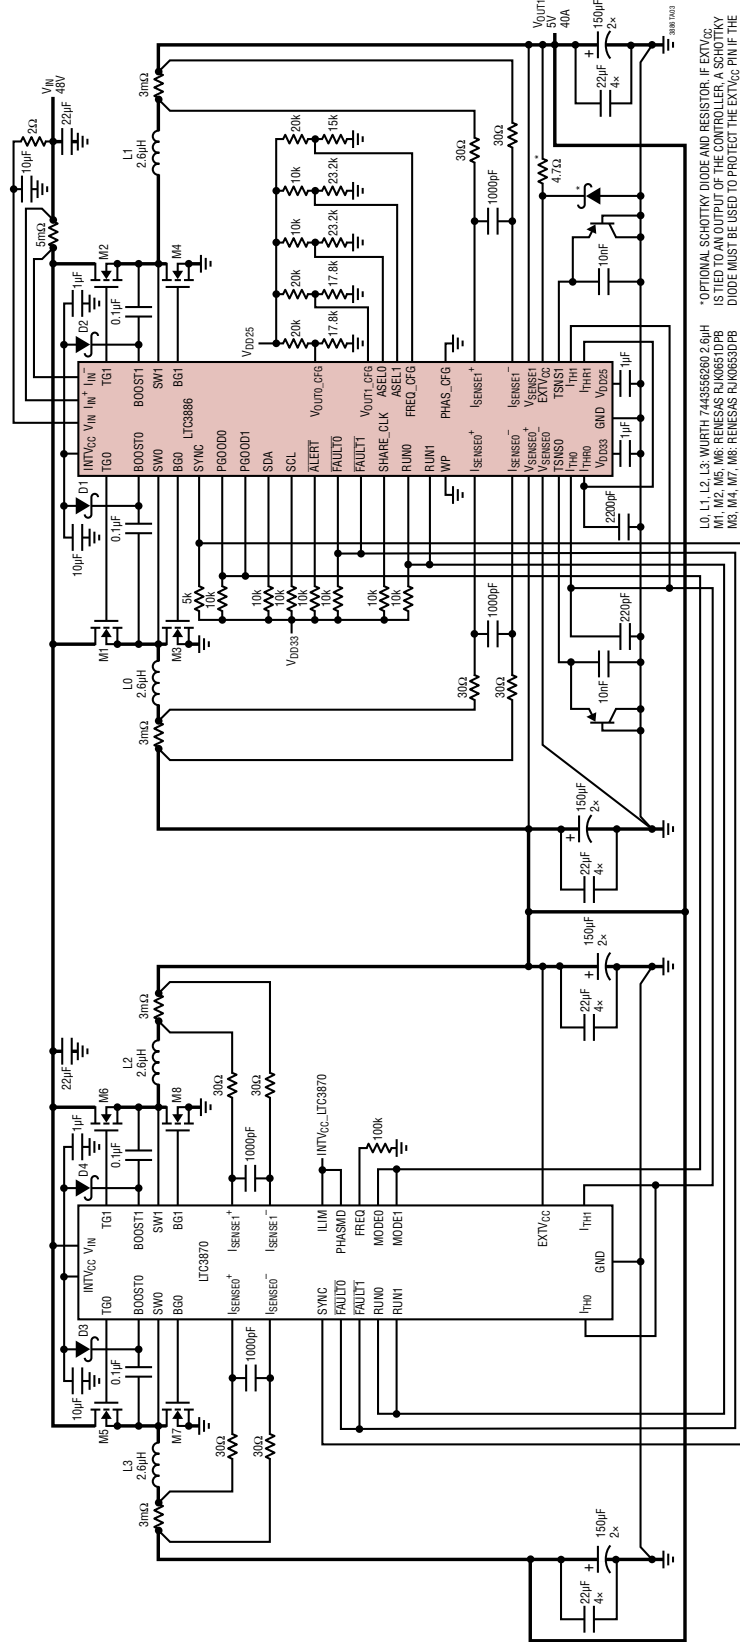 VIN
48V
5mΩ
2Ω
10µF
22µF
22µF
10µF
D3
D4
1µF
10µF
D1
D2
1µF
M5
0.1µF
INTVCC VIN
TG0
TG1
BOOST0
BOOST1
SW0
SW1
BG0
BG1
LTC3870
0.1µF
M6
M7
M8
L3
2.6µH
3mΩ
L2
2.6µH
3mΩ
30Ω
30Ω
1000pF
ISENSE0+
ISENSE0–
ISENSE1+
ISENSE1–
1000pF
30Ω
30Ω
SYNC
FAULT0
FAULT1
RUN0
RUN1
ILIM
PHASMD
FREQ
MODE0
MODE1
INTVCC_LTC3870
100k
EXTVCC
ITH0
ITH1
GND
22µF
4×
150µF
2×
22µF
4×
150µF
2×
M1
0.1µF
INTVCC VIN IIN+ IIN–
TG0
TG1
BOOST0
BOOST1
SW0
SW1
BG0
BG1
LTC3886
0.1µF
M2
M3
M4
L0
2.6µH
3mΩ
L1
2.6µH
3mΩ
5k
10k
10k
10k
10k
10k
10k
10k
VDD33
SYNC
PGOOD0
PGOOD1
SDA
SCL
ALERT
FAULT0
FAULT1
SHARE_CLK
RUN0
RUN1
WP
VDD25
VOUT0_CFG
VOUT1_CFG
ASEL0
ASEL1
FREQ_CFG
PHAS_CFG
20k
20k
10k
10k
20k
17.8k
17.8k
23.2k
23.2k
15k
30Ω
30Ω
1000pF
ISENSE0+
ISENSE0–
VSENSE0+
VSENSE0–
TSNS0
ITH0
ITHR0
ISENSE1+
ISENSE1–
VSENSE1
EXTVCC
TSNS1
ITH1
ITHR1
VDD33
GND
VDD25
1000pF
30Ω
30Ω
*
4.7Ω
*
VOUT1
5V
40A
10nF
220pF
2200pF
1µF
1µF
10nF
22µF
4×
150µF
2×
22µF
4×
150µF
2×
3886 TA03
L0, L1, L2, L3: WURTH 7443556260 2.6µH
M1, M2, M5, M6: RENESAS RJK0651DPB
M3, M4, M7, M8: RENESAS RJK0653DPB
*OPTIONAL SCHOTTKY DIODE AND RESISTOR. IF EXTVCC
IS TIED TO AN OUTPUT OF THE CONTROLLER, A SCHOTTKY
DIODE MUST BE USED TO PROTECT THE EXTVCC PIN IF THE